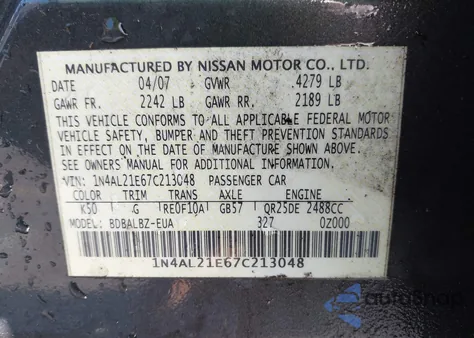 MANUFACTURED BY NISSAN MOTOR CO., LTD.
DATE 04/07 GVWR 4279 LB
GAWR FR. 2242 LB GAWR RR. 2189 LB
THIS VEHICLE CONFORMS TO ALL APPLICABLE FEDERAL MOTOR
VEHICLE SAFETY, BUMPER AND THEFT PREVENTION STANDARDS
IN EFFECT ON THE DATE OF MANUFACTURE SHOWN ABOVE.
SEE OWNERS MANUAL FOR ADDITIONAL INFORMATION
VIN: 1N4AL21E67C213048 PASSENGER CAR
COLOR TRIM TRANS AXLE ENGINE
K50 G RE0F10A GB57 QR25DE 2488CC
MODEL: BDBALBZ-EUA 327 0Z000
1N4AL21E67C213048
autoSnap